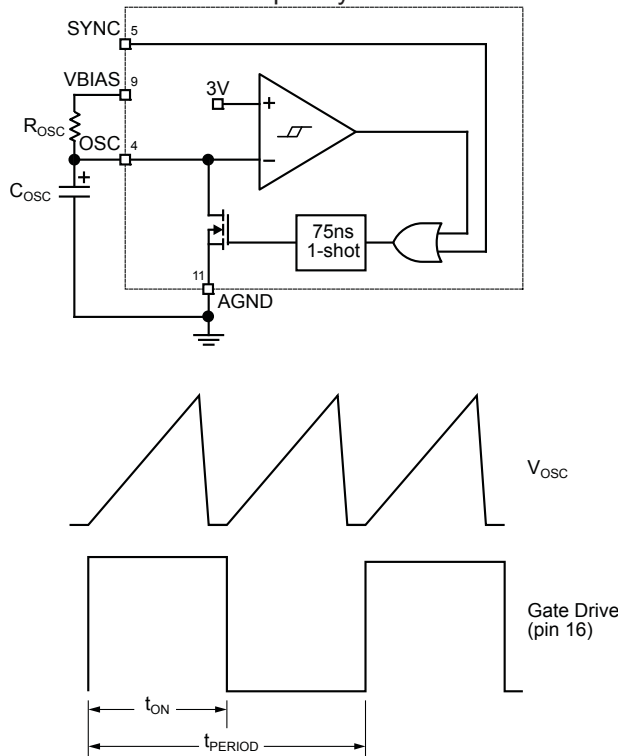 SYNC 5
VBIAS 9
3V
+
ROSC
OSC 4
−
+
COSC
75ns
1-shot
11
AGND
VOSC
Gate Drive
(pin 16)
tON
tPERIOD